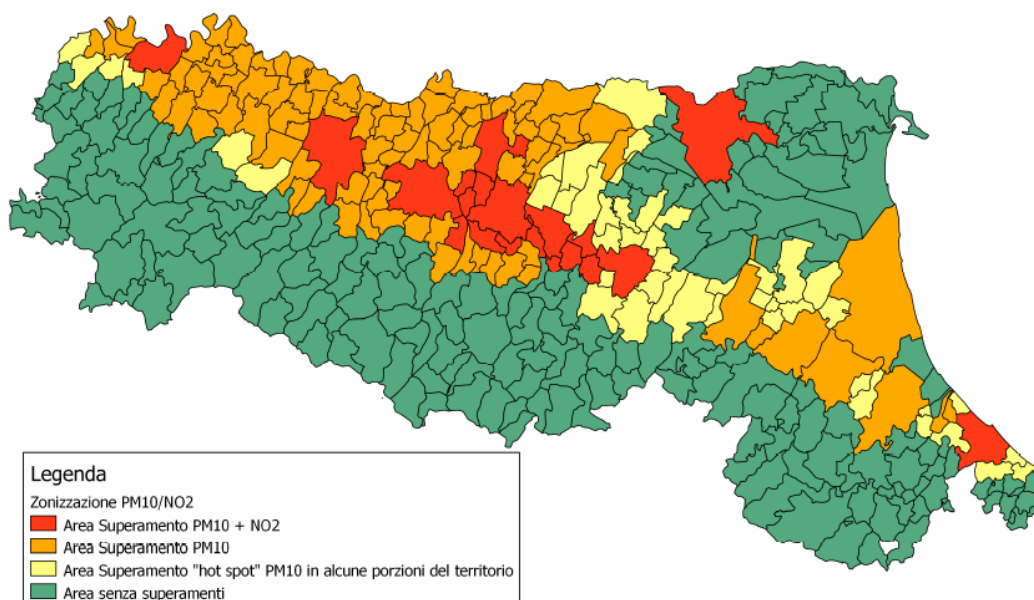 Legenda
Zonizzazione PM10/NO2
Area Superamento PM10 + NO2
Area Superamento PM10
Area Superamento "hot spot" PM10 in alcune porzioni del territorio
Area senza superamenti